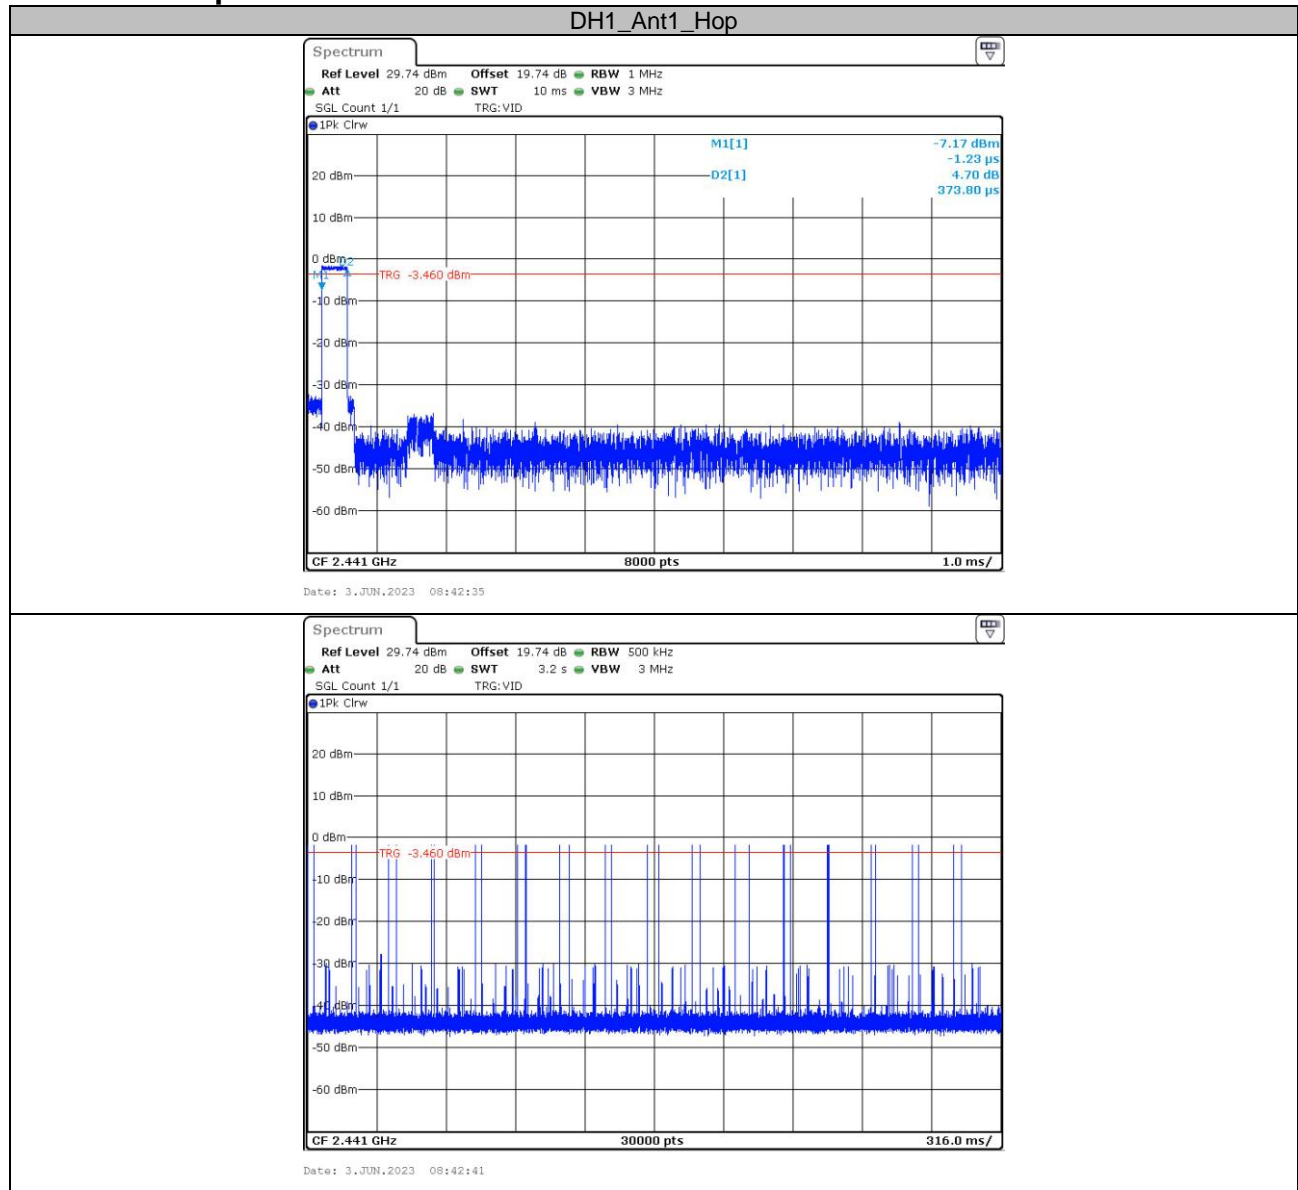 DH1_Ant1_Hop
Spectrum
Ref Level 29.74 dBm Offset 19.74 dB RBW 1 MHz
Att 20 dB SWT 10 ms VBW 3 MHz
SGL Count 1/1 TRG:VID
1Pk Clrw
M1[1] -7.17 dBm
-1.23 µs
20 dBm D2[1] 4.70 dB
373.80 µs
10 dBm
0 dBm D2
M1 TRG -3.460 dBm
-10 dBm
-20 dBm
-30 dBm
-40 dBm
-50 dBm
-60 dBm
CF 2.441 GHz 8000 pts 1.0 ms/
Date: 3.JUN.2023 08:42:35
Spectrum
Ref Level 29.74 dBm Offset 19.74 dB RBW 500 kHz
Att 20 dB SWT 3.2 s VBW 3 MHz
SGL Count 1/1 TRG:VID
1Pk Clrw
20 dBm
10 dBm
0 dBm
TRG -3.460 dBm
-10 dBm
-20 dBm
-30 dBm
-40 dBm
-50 dBm
-60 dBm
CF 2.441 GHz 30000 pts 316.0 ms/
Date: 3.JUN.2023 08:42:41